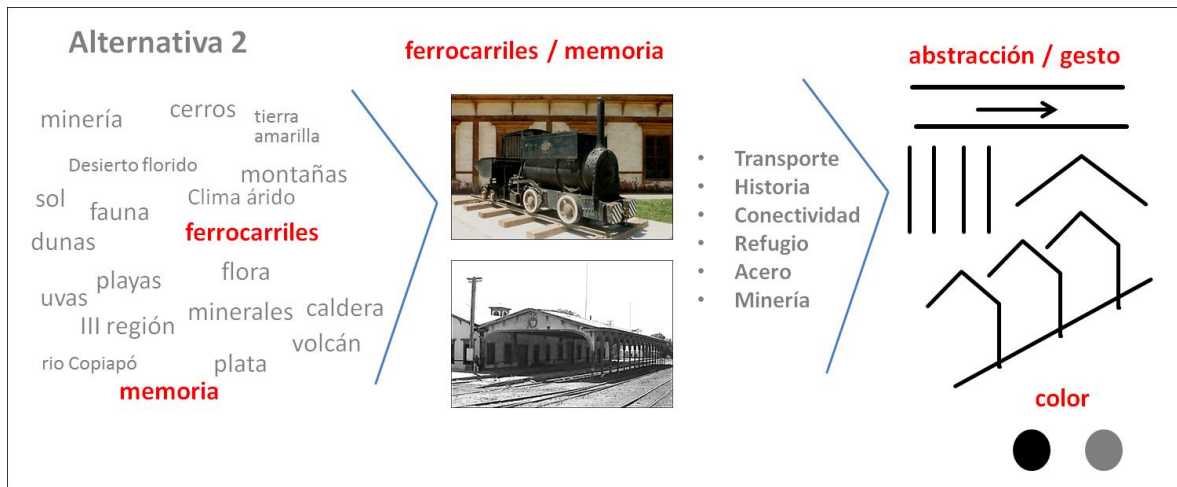 Alternativa 2
minería
cerros
tierra
amarilla
Desierto florido
montañas
sol
fauna
Clima árido
dunas
ferrocarriles
playas
flora
uvas
minerales
caldera
III región
volcán
rio Copiapó
plata
memoria
ferrocarriles / memoria
• Transporte
• Historia
• Conectividad
• Refugio
• Acero
• Minería
abstracción / gesto
color